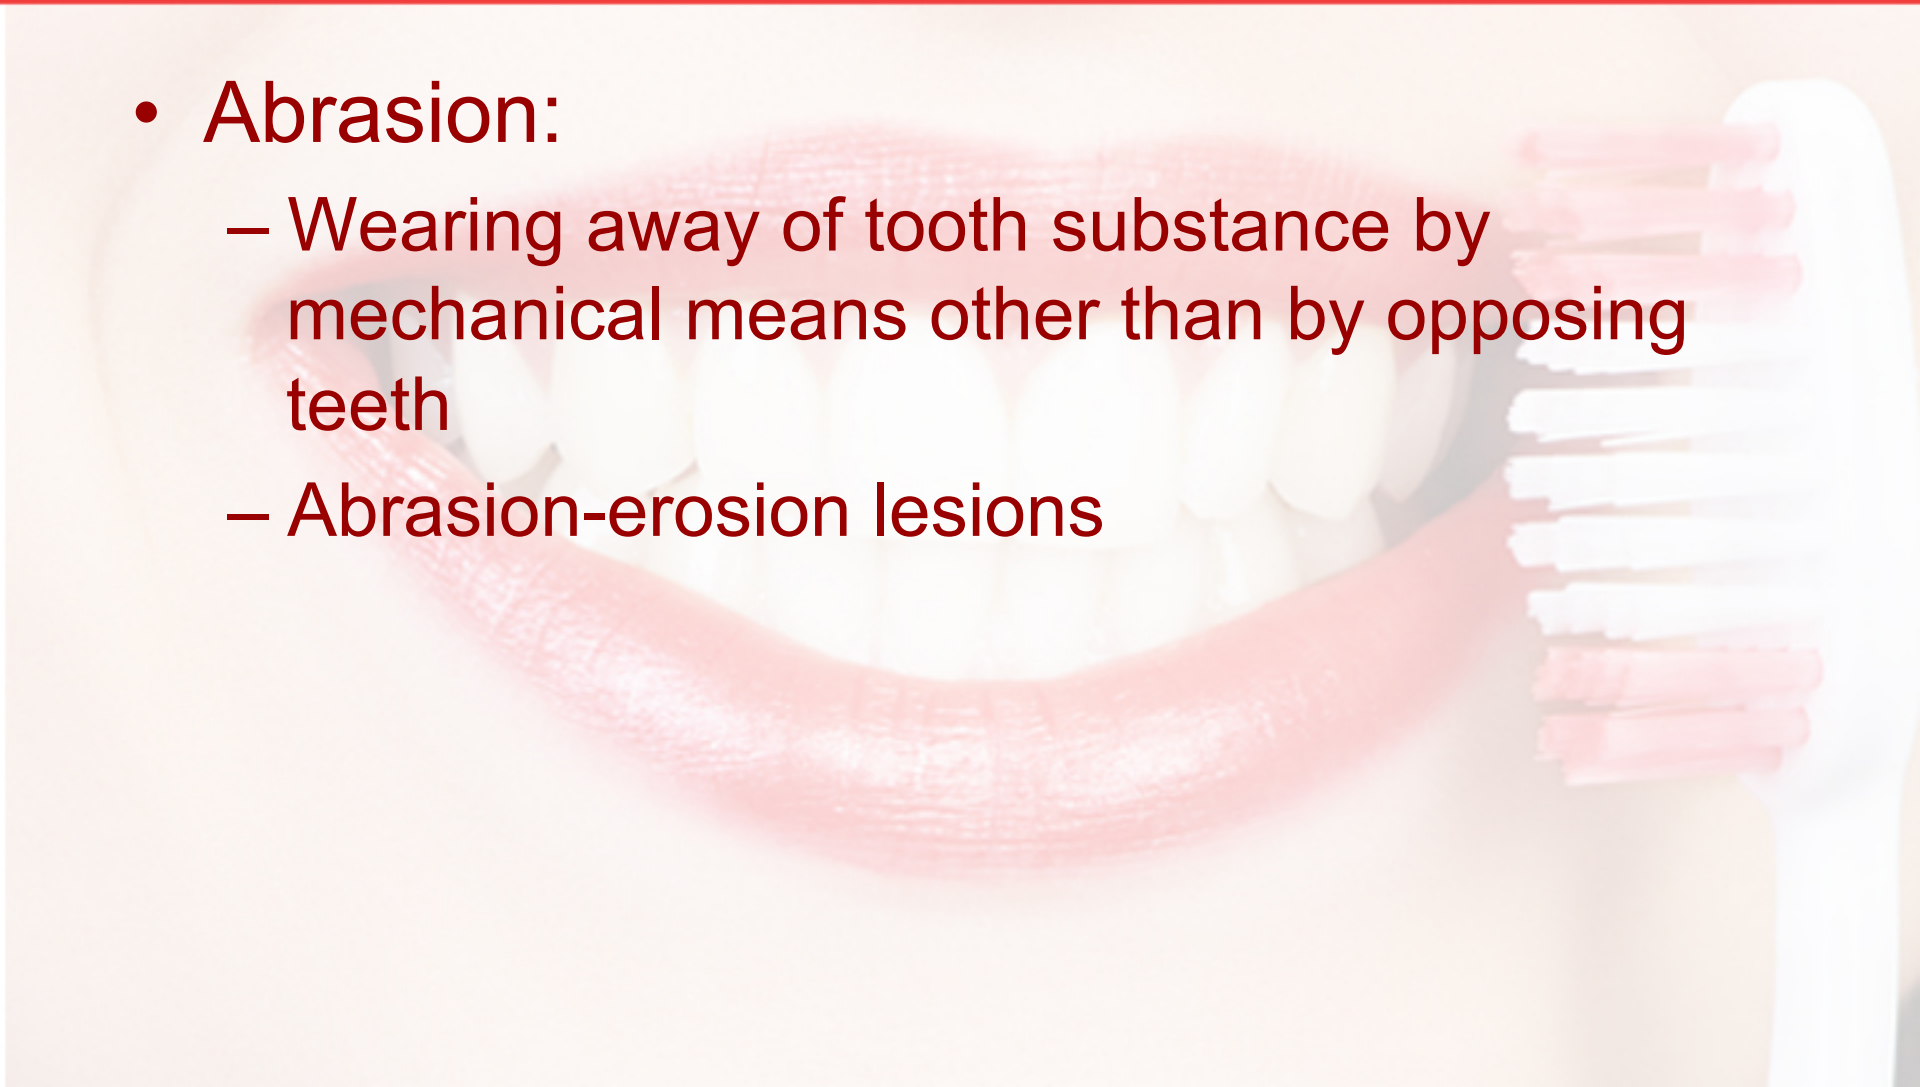 • Abrasion:
– Wearing away of tooth substance by
mechanical means other than by opposing
teeth
– Abrasion-erosion lesions